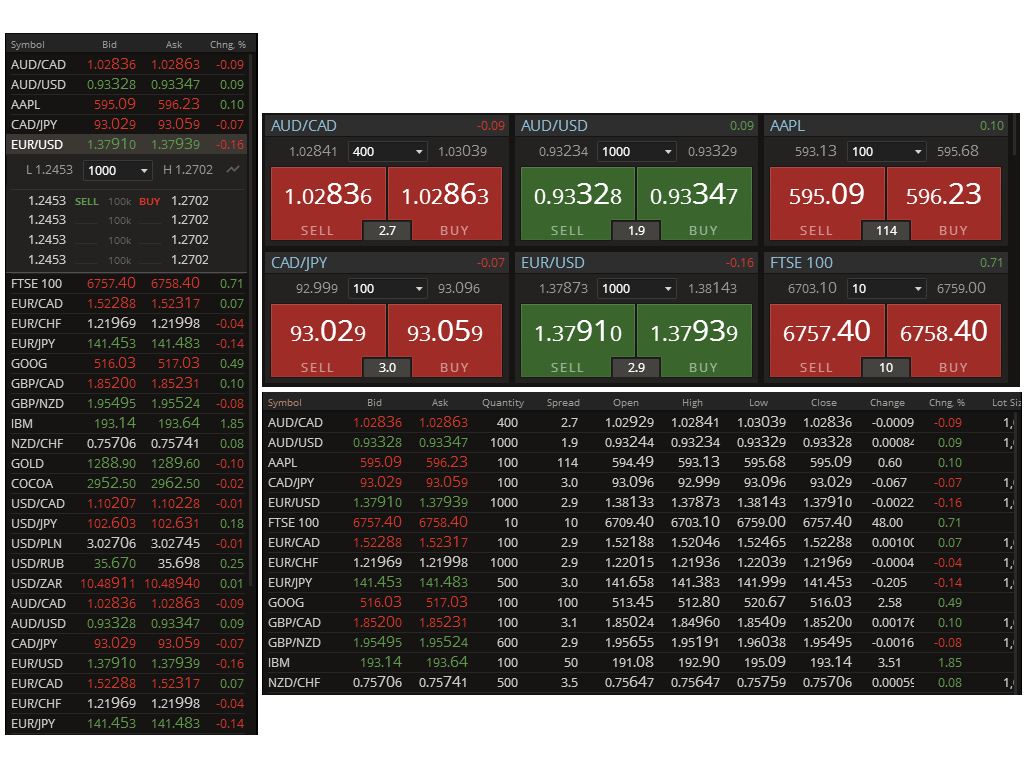 Symbol Bid Ask Chng, %
AUD/CAD 1.02836 1.02863 -0.09
AUD/USD 0.93328 0.93347 0.09
AAPL 595.09 596.23 0.10
CAD/JPY 93.029 93.059 -0.07
EUR/USD 1.37910 1.37939 -0.16
L 1.2453 1000 H 1.2702
1.2453 SELL 100k BUY 1.2702
1.2453 100k 1.2702
1.2453 100k 1.2702
1.2453 100k 1.2702
FTSE 100 6757.40 6758.40 0.71
EUR/CAD 1.52288 1.52317 0.07
EUR/CHF 1.21969 1.21998 -0.04
EUR/JPY 141.453 141.483 -0.14
GOOG 516.03 517.03 0.49
GBP/CAD 1.85200 1.85231 0.10
GBP/NZD 1.95495 1.95524 -0.08
IBM 193.14 193.64 1.85
NZD/CHF 0.75706 0.75741 0.08
GOLD 1288.90 1289.60 -0.10
COCOA 2952.50 2962.50 -0.02
USD/CAD 1.10207 1.10228 -0.01
USD/JPY 102.603 102.631 0.18
USD/PLN 3.02706 3.02745 -0.01
USD/RUB 35.670 35.698 0.25
USD/ZAR 10.48911 10.48940 0.01
AUD/CAD 1.02836 1.02863 -0.09
AUD/USD 0.93328 0.93347 0.09
CAD/JPY 93.029 93.059 -0.07
EUR/USD 1.37910 1.37939 -0.16
EUR/CAD 1.52288 1.52317 0.07
EUR/CHF 1.21969 1.21998 -0.04
EUR/JPY 141.453 141.483 -0.14
AUD/CAD -0.09
1.02841 400 1.03039
1.02836 1.02863
SELL 2.7 BUY
AUD/USD 0.09
0.93234 1000 0.93329
0.93328 0.93347
SELL 1.9 BUY
AAPL 0.10
593.13 100 595.68
595.09 596.23
SELL 114 BUY
CAD/JPY -0.07
92.999 100 93.096
93.029 93.059
SELL 3.0 BUY
EUR/USD -0.16
1.37873 1000 1.38143
1.37910 1.37939
SELL 2.9 BUY
FTSE 100 0.71
6703.10 10 6759.00
6757.40 6758.40
SELL 10 BUY
Symbol Bid Ask Quantity Spread Open High Low Close Change Chng, % Lot Siz
AUD/CAD 1.02836 1.02863 400 2.7 1.02929 1.02841 1.03039 1.02836 -0.0009 -0.09 1,
AUD/USD 0.93328 0.93347 1000 1.9 0.93244 0.93234 0.93329 0.93328 0.00084 0.09 1,
AAPL 595.09 596.23 100 114 594.49 593.13 595.68 595.09 0.60 0.10
CAD/JPY 93.029 93.059 100 3.0 93.096 92.999 93.096 93.029 -0.067 -0.07 1,
EUR/USD 1.37910 1.37939 1000 2.9 1.38133 1.37873 1.38143 1.37910 -0.0022 -0.16 1,
FTSE 100 6757.40 6758.40 10 10 6709.40 6703.10 6759.00 6757.40 48.00 0.71
EUR/CAD 1.52288 1.52317 100 2.9 1.52188 1.52046 1.52465 1.52288 0.00100 0.07 1,
EUR/CHF 1.21969 1.21998 1000 2.9 1.22015 1.21936 1.22039 1.21969 -0.0004 -0.04 1,
EUR/JPY 141.453 141.483 500 3.0 141.658 141.383 141.999 141.453 -0.205 -0.14 1,
GOOG 516.03 517.03 100 100 513.45 512.80 520.67 516.03 2.58 0.49
GBP/CAD 1.85200 1.85231 100 3.1 1.85024 1.84960 1.85409 1.85200 0.00176 0.10 1,
GBP/NZD 1.95495 1.95524 600 2.9 1.95655 1.95191 1.96038 1.95495 -0.0016 -0.08 1,
IBM 193.14 193.64 100 50 191.08 192.90 195.09 193.14 3.51 1.85
NZD/CHF 0.75706 0.75741 500 3.5 0.75647 0.75647 0.75759 0.75706 0.00059 0.08 1,